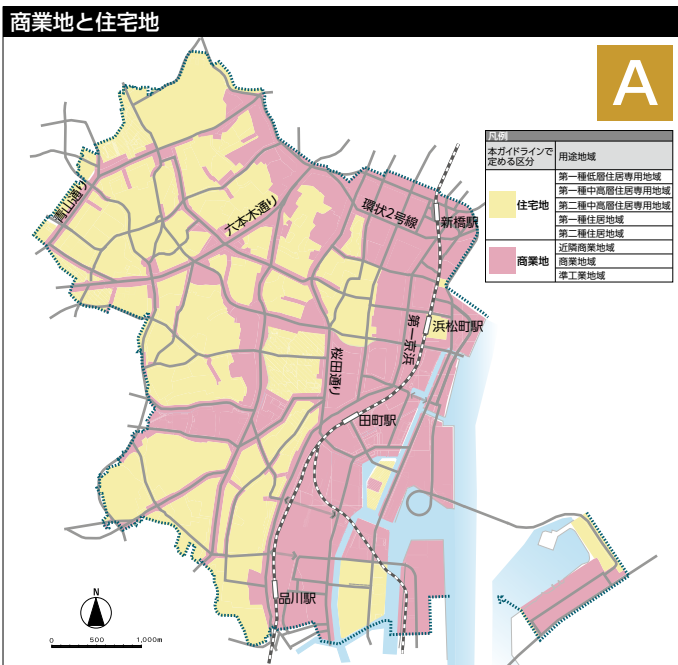 商業地と住宅地
A
凡例
本ガイドラインで
定める区分
用途地域
住宅地
第一種低層住居専用地域
第一種中高層住居専用地域
第二種中高層住居専用地域
第一種住居地域
第二種住居地域
商業地
近隣商業地域
商業地域
準工業地域
青山通り
六本木通り
環状2号線
新橋駅
浜松町駅
第一京浜
桜田通り
田町駅
品川駅
N
0 500 1,000m